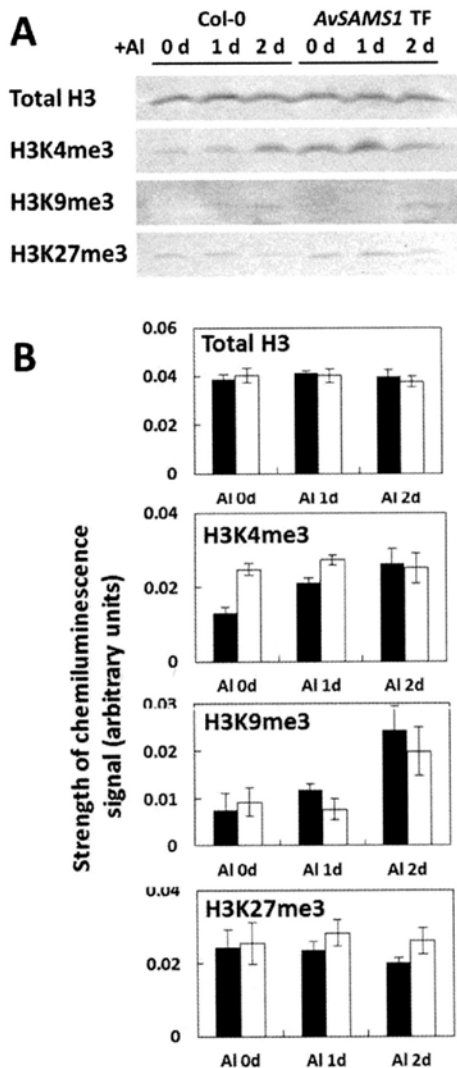 A
Col-0 AvSAMS1 TF
+Al 0 d 1 d 2 d 0 d 1 d 2 d
Total H3
H3K4me3
H3K9me3
H3K27me3
B
Strength of chemiluminescence
signal (arbitrary units)
Total H3
0.06
0.04
0.02
0
Al 0d Al 1d Al 2d
H3K4me3
0.04
0.02
0
Al 0d Al 1d Al 2d
H3K9me3
0.03
0.02
0.01
0
Al 0d Al 1d Al 2d
H3K27me3
0.04
0.02
0
Al 0d Al 1d Al 2d